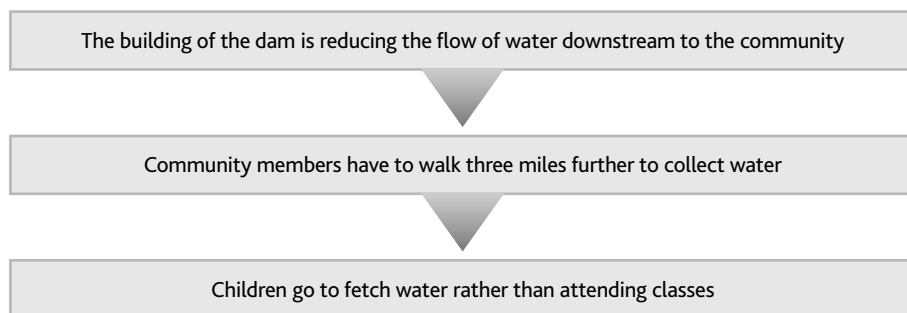 The building of the dam is reducing the flow of water downstream to the community
Community members have to walk three miles further to collect water
Children go to fetch water rather than attending classes